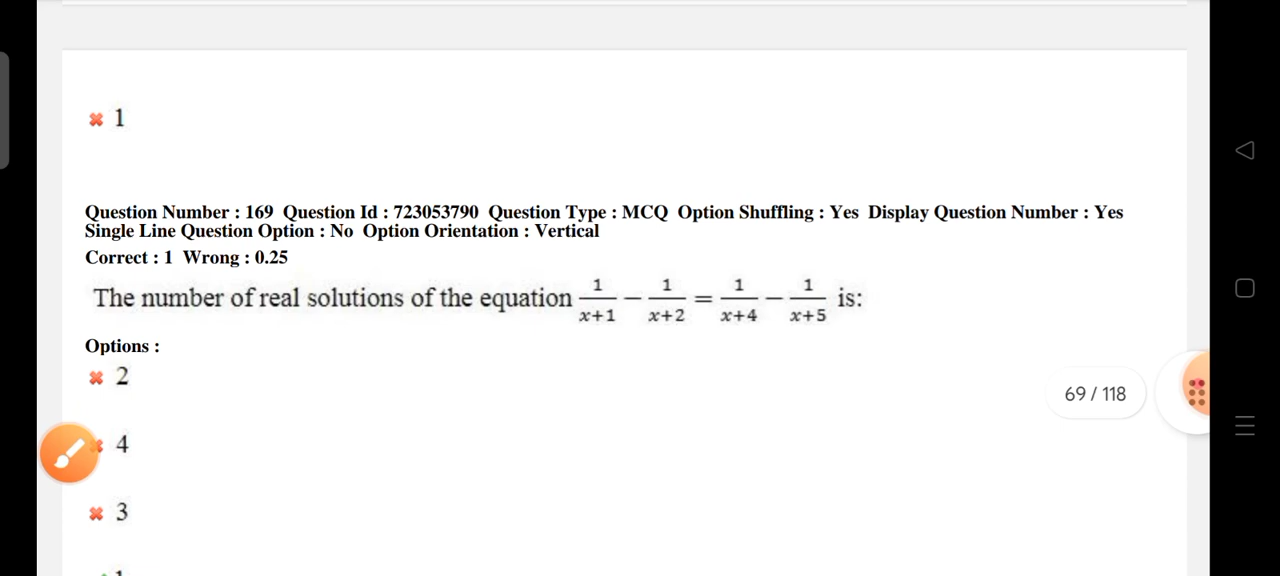 1
Question Number : 169 Question Id : 723053790 Question Type : MCQ Option Shuffling : Yes Display Question Number : Yes
Single Line Question Option : No Option Orientation : Vertical
Correct : 1 Wrong : 0.25
The number of real solutions of the equation 1/(x+1) − 1/(x+2) = 1/(x+4) − 1/(x+5) is:
Options :
2
69 / 118
4
3